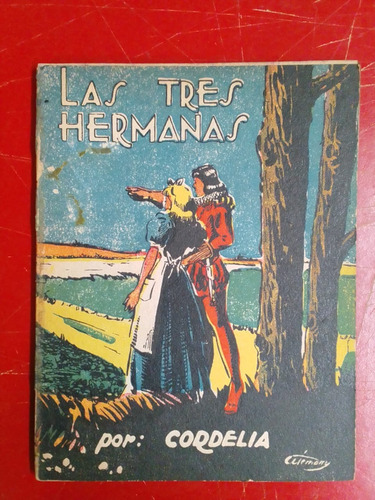 LAS TRES
HERMANAS
por: CORDELIA